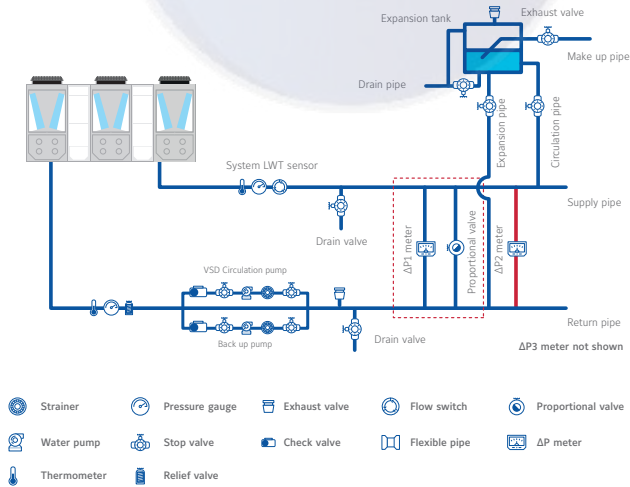 Expansion tank
Exhaust valve
Make up pipe
Drain pipe
Expansion pipe
Circulation pipe
System LWT sensor
Supply pipe
Drain valve
ΔP1 meter
Proportional valve
ΔP2 meter
VSD Circulation pump
Return pipe
Back up pump
Drain valve
ΔP3 meter not shown
Strainer
Pressure gauge
Exhaust valve
Flow switch
Proportional valve
Water pump
Stop valve
Check valve
Flexible pipe
ΔP meter
Thermometer
Relief valve